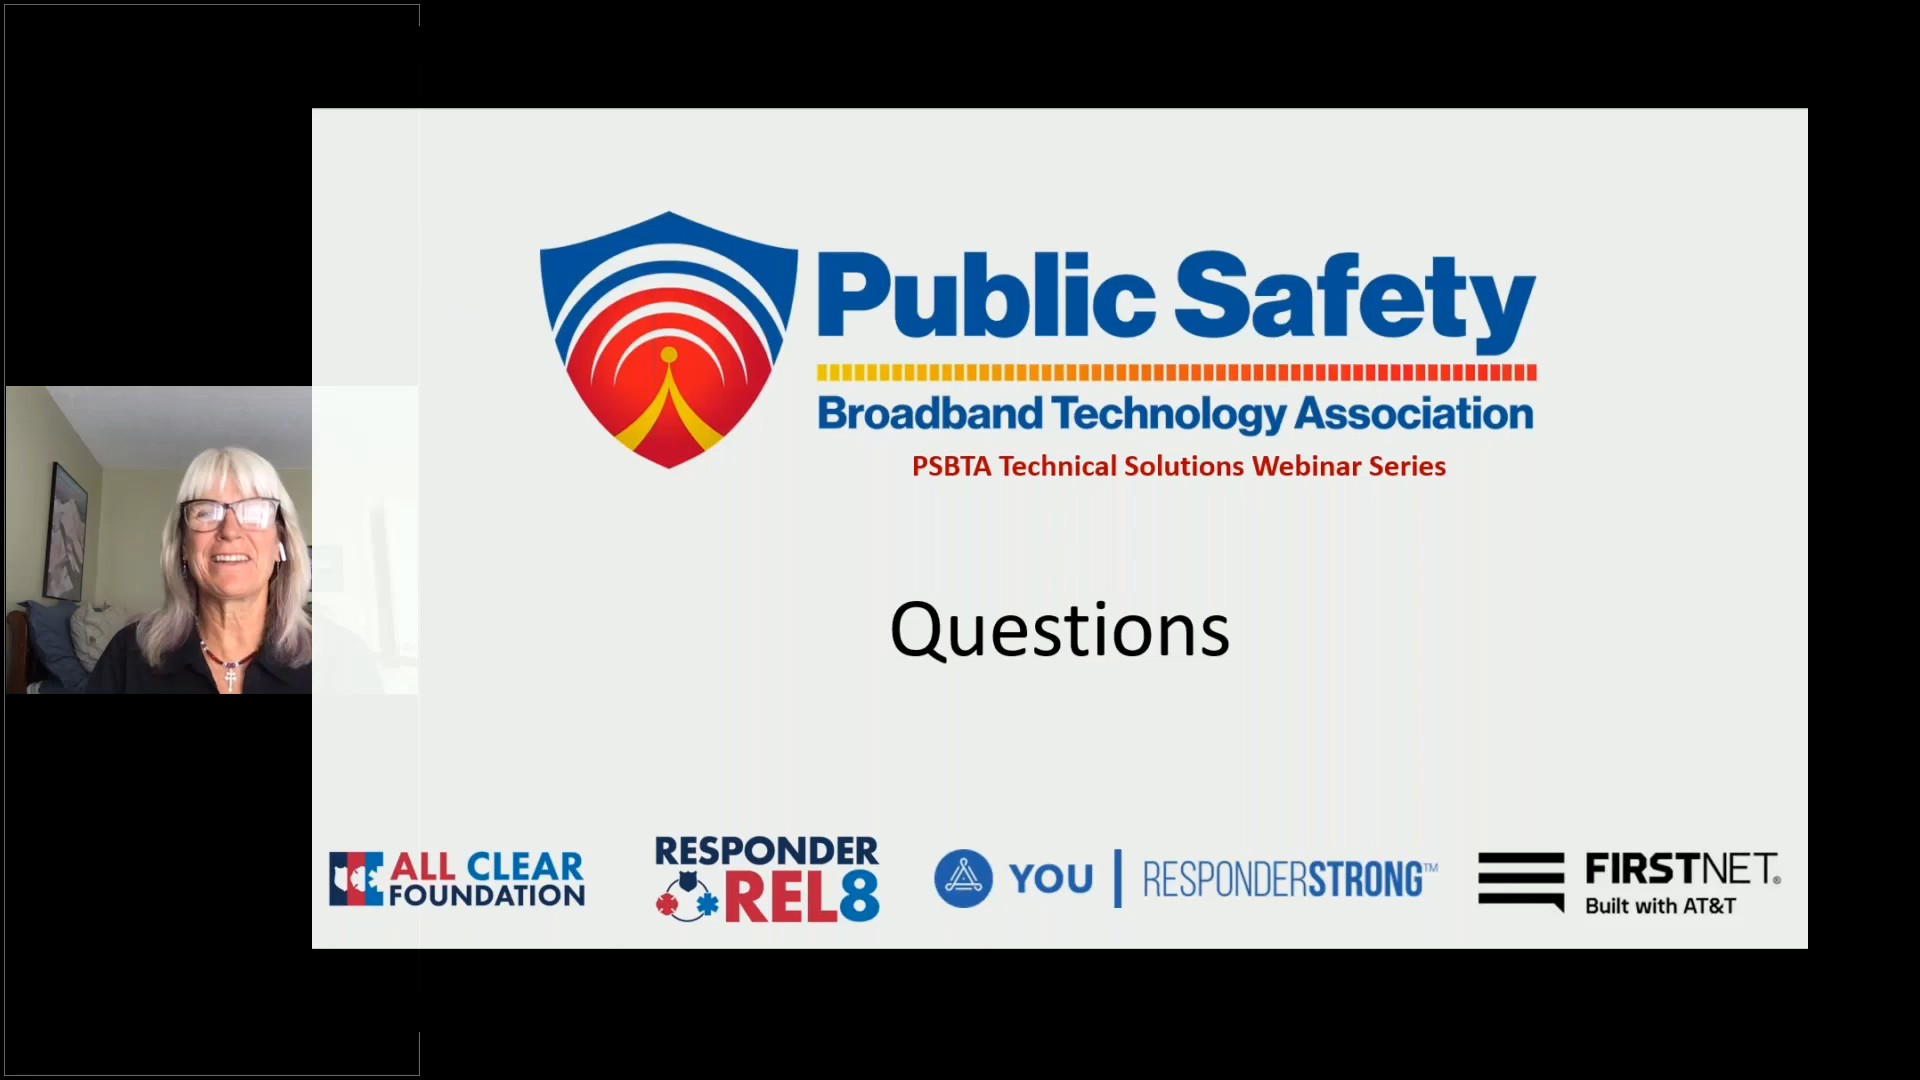 Public Safety
Broadband Technology Association
PSBTA Technical Solutions Webinar Series
Questions
ALL CLEAR
FOUNDATION
RESPONDER
REL8
YOU | RESPONDERSTRONG™
FIRSTNET®
Built with AT&T